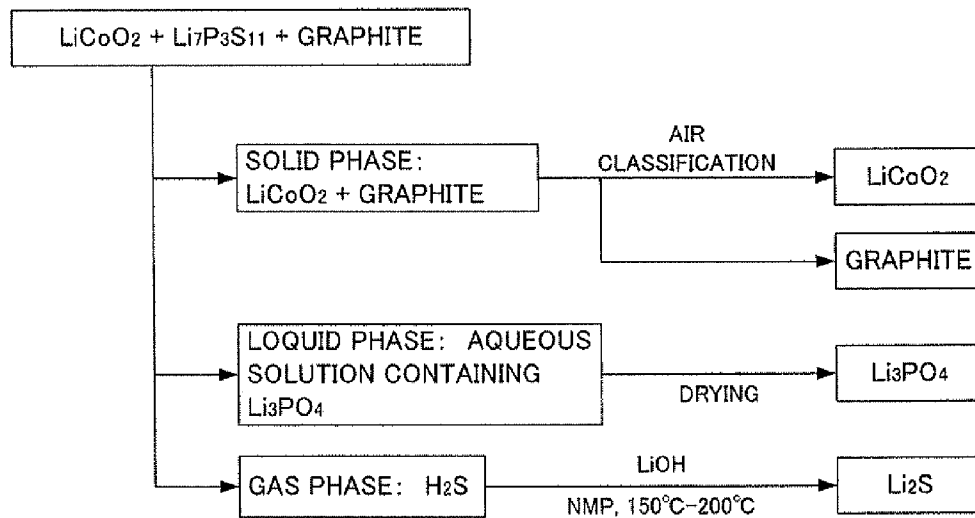 LiCoO2 + Li7P3S11 + GRAPHITE
SOLID PHASE:
LiCoO2 + GRAPHITE
AIR
CLASSIFICATION
LiCoO2
GRAPHITE
LOQUID PHASE: AQUEOUS
SOLUTION CONTAINING
Li3PO4
DRYING
Li3PO4
GAS PHASE: H2S
LiOH
NMP, 150°C-200°C
Li2S